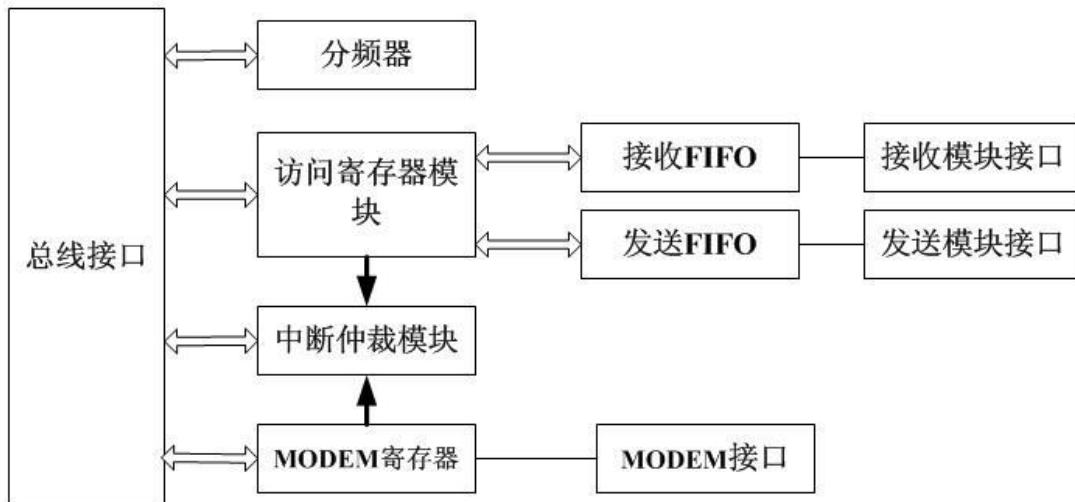 分频器
访问寄存器模
块
接收FIFO
接收模块接口
发送FIFO
发送模块接口
总线接口
中断仲裁模块
MODEM寄存器
MODEM接口